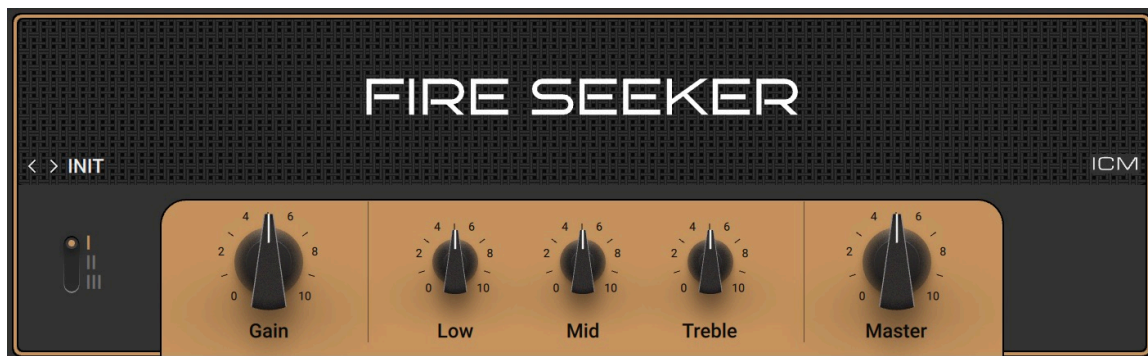 FIRE SEEKER
< > INIT
ICM
I
II
III
4 6
2 8
0 10
Gain
4 6
2 8
0 10
Low
4 6
2 8
0 10
Mid
4 6
2 8
0 10
Treble
4 6
2 8
0 10
Master